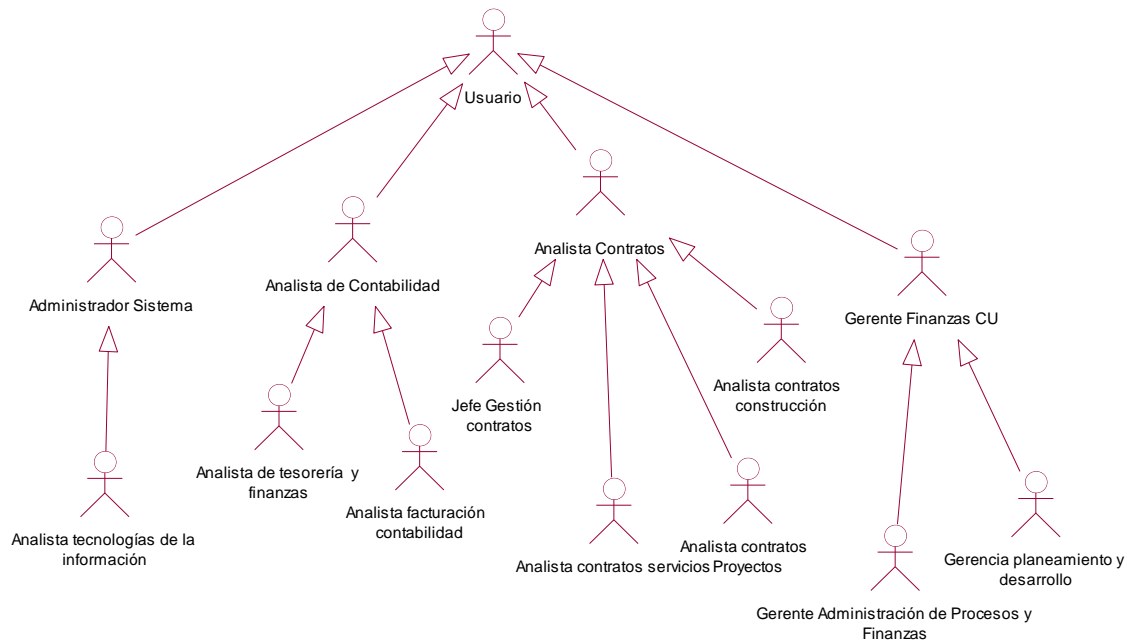 Usuario
Analista Contratos
Administrador Sistema
Analista de Contabilidad
Gerente Finanzas CU
Jefe Gestión
contratos
Analista contratos
construcción
Analista de tesorería y
finanzas
Analista facturación
contabilidad
Analista tecnologías de la
información
Analista contratos servicios
Analista contratos
Proyectos
Gerencia planeamiento y
desarrollo
Gerente Administración de Procesos y
Finanzas